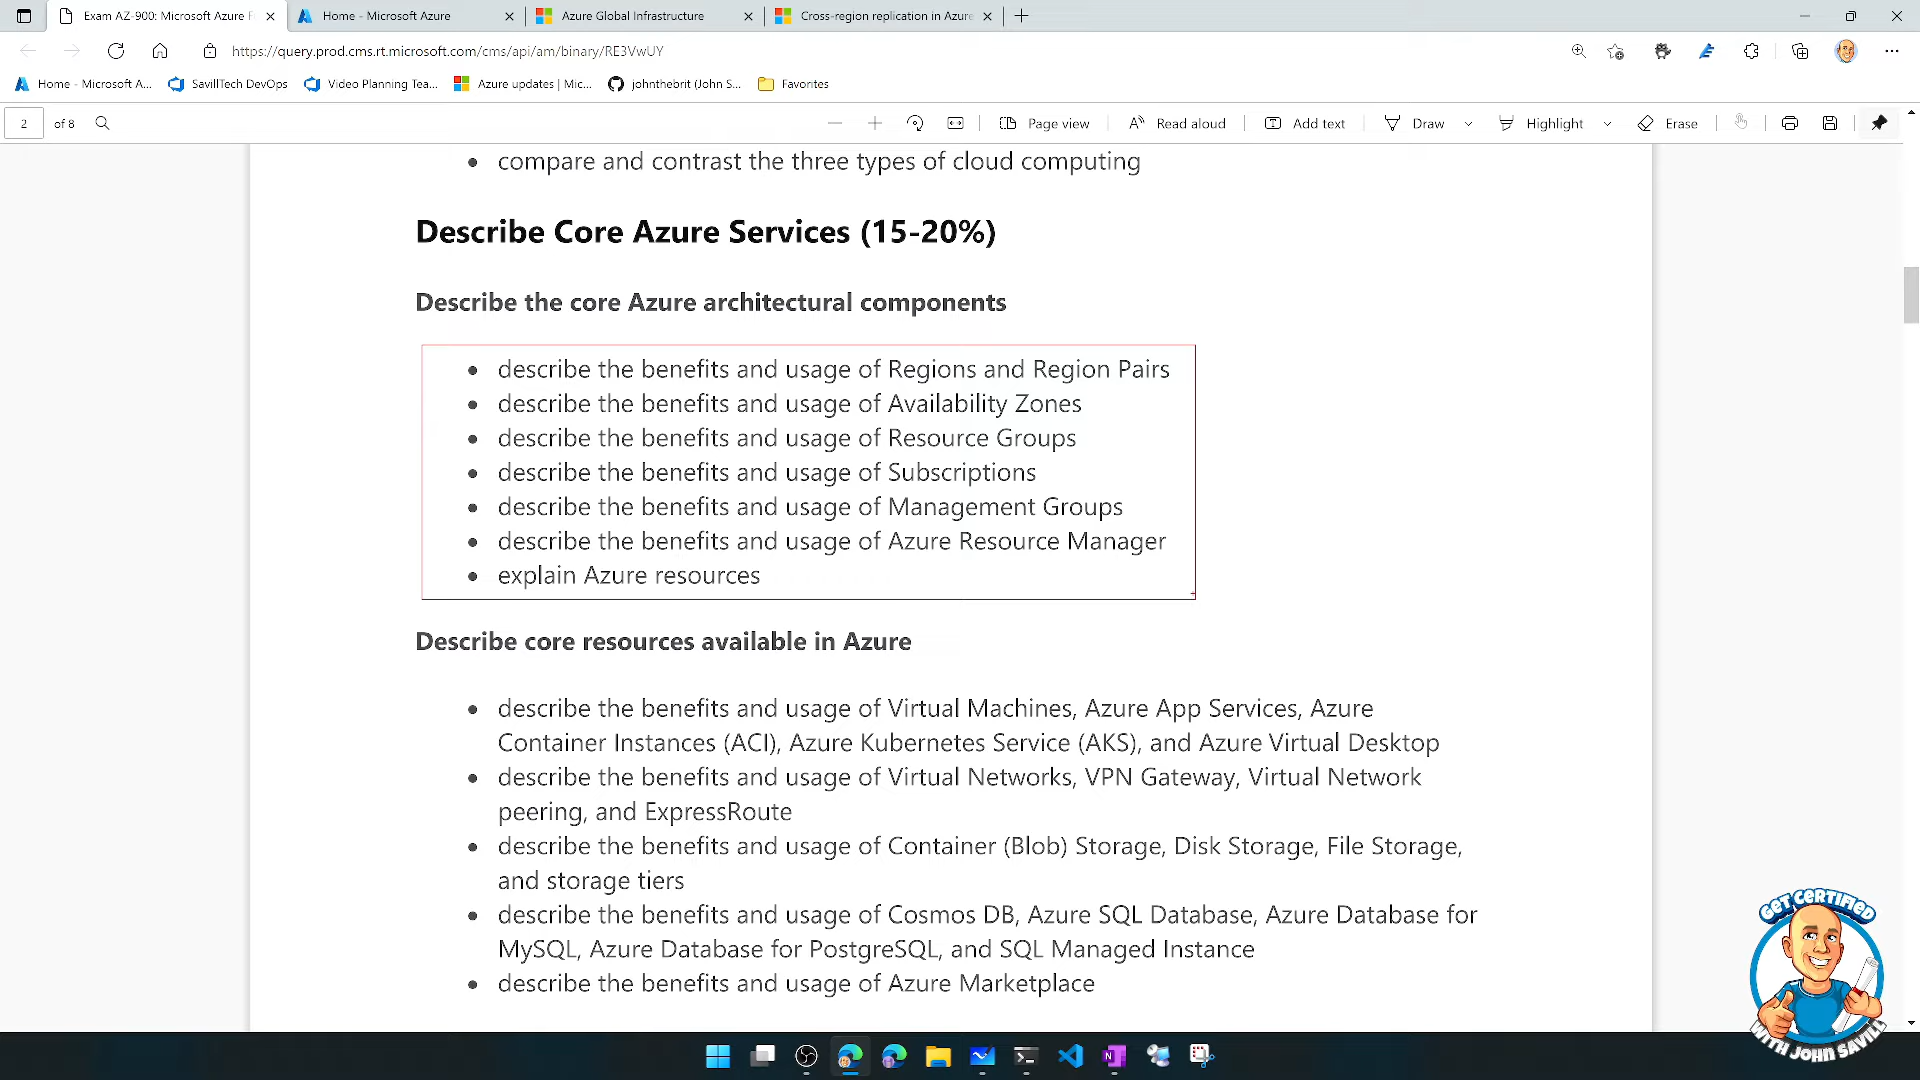 Exam AZ-900: Microsoft Azure F
Home - Microsoft Azure
Azure Global Infrastructure
Cross-region replication in Azure
https://query.prod.cms.rt.microsoft.com/cms/api/am/binary/RE3VwUY
Home - Microsoft A...
SavillTech DevOps
Video Planning Tea...
Azure updates | Mic...
johnthebrit (John S...
Favorites
2 of 8
Page view
Read aloud
Add text
Draw
Highlight
Erase
• compare and contrast the three types of cloud computing
Describe Core Azure Services (15-20%)
Describe the core Azure architectural components
• describe the benefits and usage of Regions and Region Pairs
• describe the benefits and usage of Availability Zones
• describe the benefits and usage of Resource Groups
• describe the benefits and usage of Subscriptions
• describe the benefits and usage of Management Groups
• describe the benefits and usage of Azure Resource Manager
• explain Azure resources
Describe core resources available in Azure
• describe the benefits and usage of Virtual Machines, Azure App Services, Azure
Container Instances (ACI), Azure Kubernetes Service (AKS), and Azure Virtual Desktop
• describe the benefits and usage of Virtual Networks, VPN Gateway, Virtual Network
peering, and ExpressRoute
• describe the benefits and usage of Container (Blob) Storage, Disk Storage, File Storage,
and storage tiers
• describe the benefits and usage of Cosmos DB, Azure SQL Database, Azure Database for
MySQL, Azure Database for PostgreSQL, and SQL Managed Instance
• describe the benefits and usage of Azure Marketplace
GET CERTIFIED
WITH JOHN SAVILL